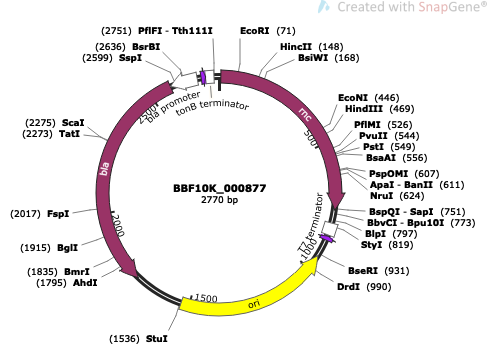 Created with SnapGene®
(2751) PflFI - Tth111I
(2636) BsrBI
(2599) SspI
EcoRI (71)
HincII (148)
BsiWI (168)
bla promoter
tonB terminator
2500
rnc
500
EcoNI (446)
HindIII (469)
PflMI (526)
PvuII (544)
PstI (549)
BsaAI (556)
PspOMI (607)
ApaI - BanII (611)
NruI (624)
(2275) ScaI
(2273) TatI
bla
BBF10K_000877
2770 bp
(2017) FspI
2000
(1915) BglI
(1835) BmrI
(1795) AhdI
BspQI - SapI (751)
BbvCI - Bpu10I (773)
BlpI (797)
StyI (819)
T7 terminator
1000
BseRI (931)
DrdI (990)
1500
ori
(1536) StuI